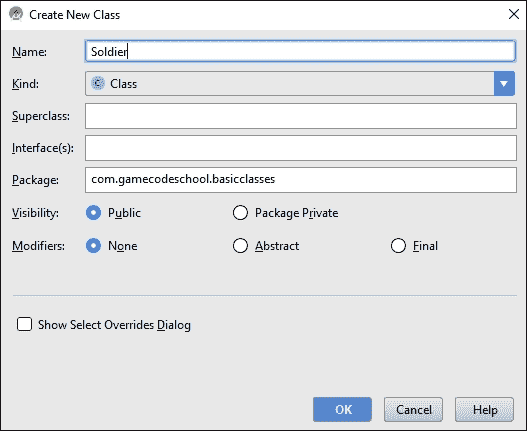 Create New Class
Name: Soldier
Kind: C Class
Superclass:
Interface(s):
Package: com.gamecodeschool.basicclasses
Visibility: Public Package Private
Modifiers: None Abstract Final
Show Select Overrides Dialog
OK Cancel Help